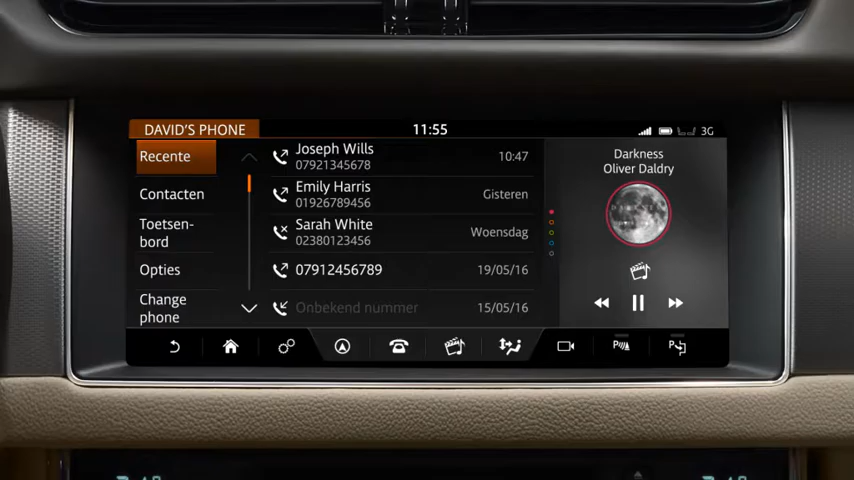 DAVID'S PHONE
11:55
3G
Recente
Contacten
Toetsen-
bord
Opties
Change
phone
Joseph Wills
07921345678
10:47
Emily Harris
01926789456
Gisteren
Sarah White
02380123456
Woensdag
07912456789
19/05/16
Onbekend nummer
15/05/16
Darkness
Oliver Daldry